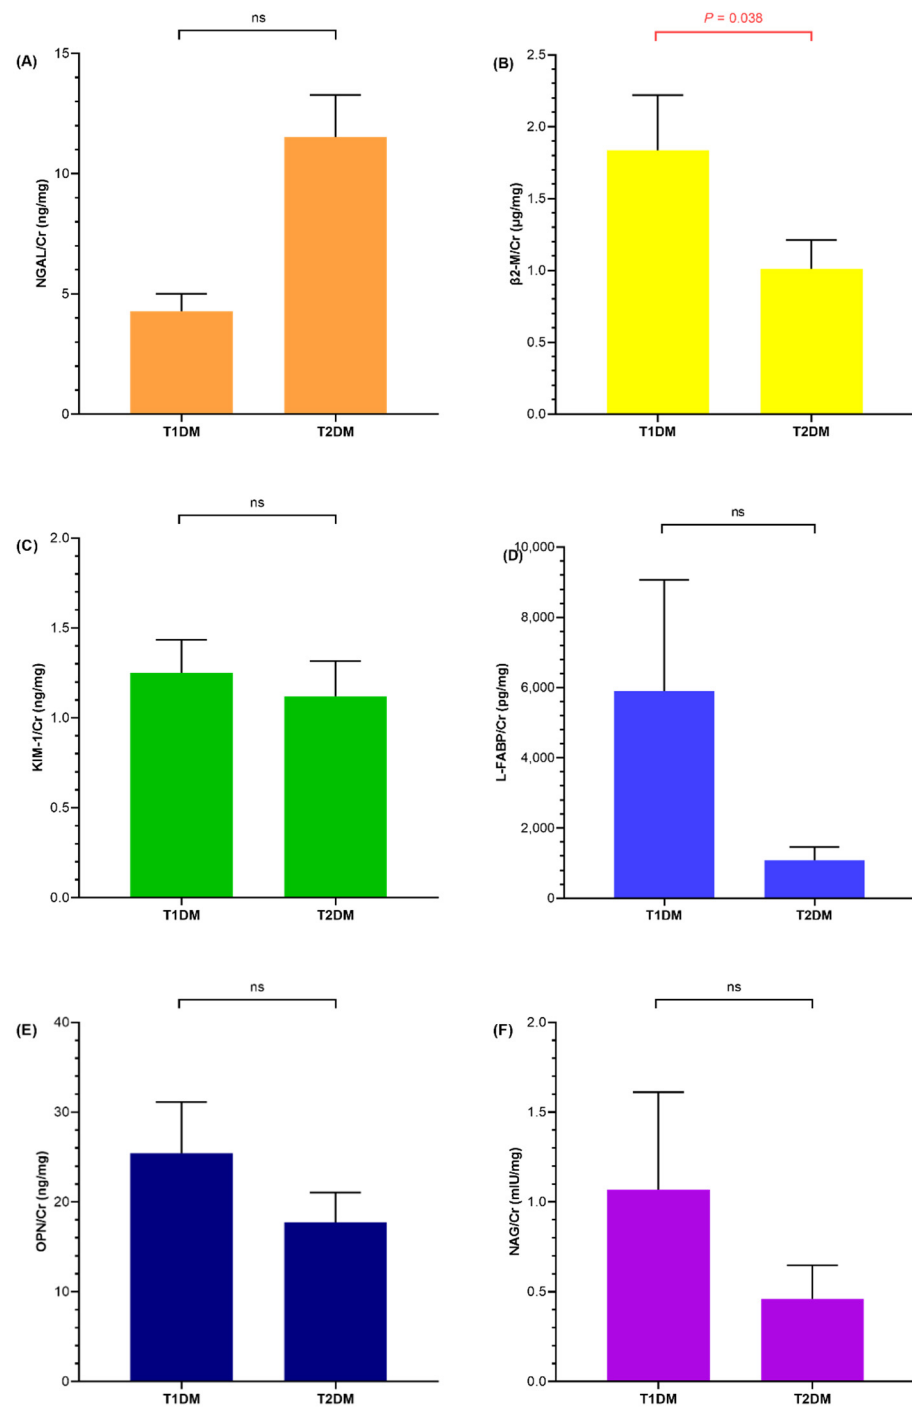 ns
(A)
15
10
5
0
NGAL/Cr (ng/mg)
T1DM
T2DM
P = 0.038
(B)
2.5
2.0
1.5
1.0
0.5
0.0
β2-M/Cr (µg/mg)
T1DM
T2DM
ns
(C)
2.0
1.5
1.0
0.5
0.0
KIM-1/Cr (ng/mg)
T1DM
T2DM
ns
(D)
10,000
8,000
6,000
4,000
2,000
0
L-FABP/Cr (pg/mg)
T1DM
T2DM
ns
(E)
40
30
20
10
0
OPN/Cr (ng/mg)
T1DM
T2DM
ns
(F)
2.0
1.5
1.0
0.5
0.0
NAG/Cr (mIU/mg)
T1DM
T2DM